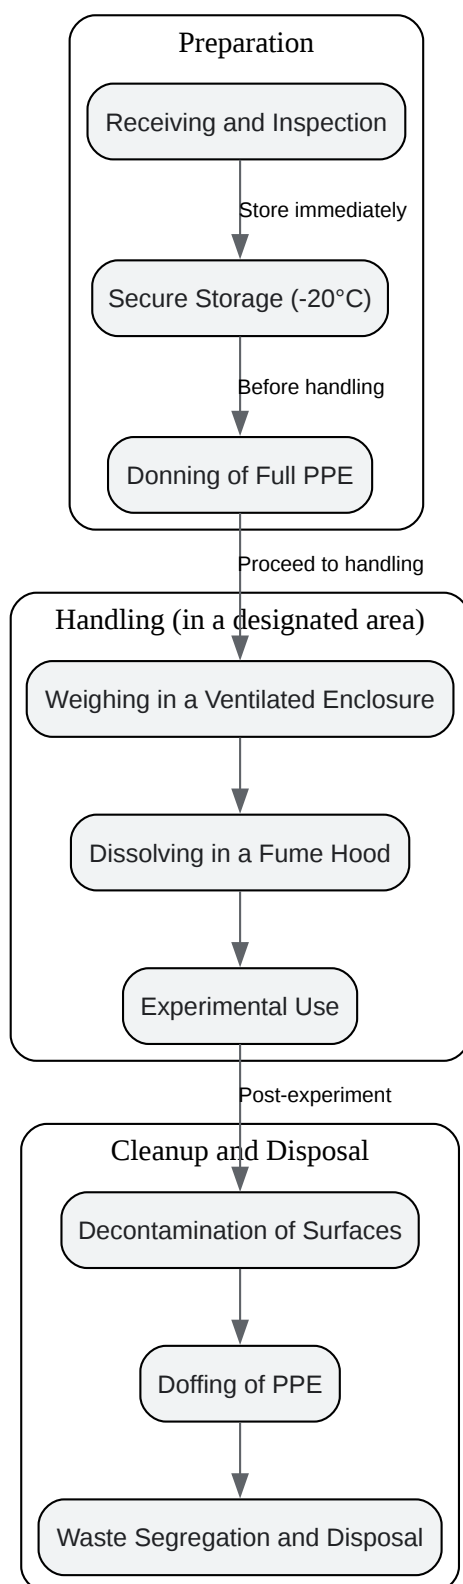 Preparation
Receiving and Inspection
Store immediately
Secure Storage (-20°C)
Before handling
Donning of Full PPE
Proceed to handling
Handling (in a designated area)
Weighing in a Ventilated Enclosure
Dissolving in a Fume Hood
Experimental Use
Post-experiment
Cleanup and Disposal
Decontamination of Surfaces
Doffing of PPE
Waste Segregation and Disposal